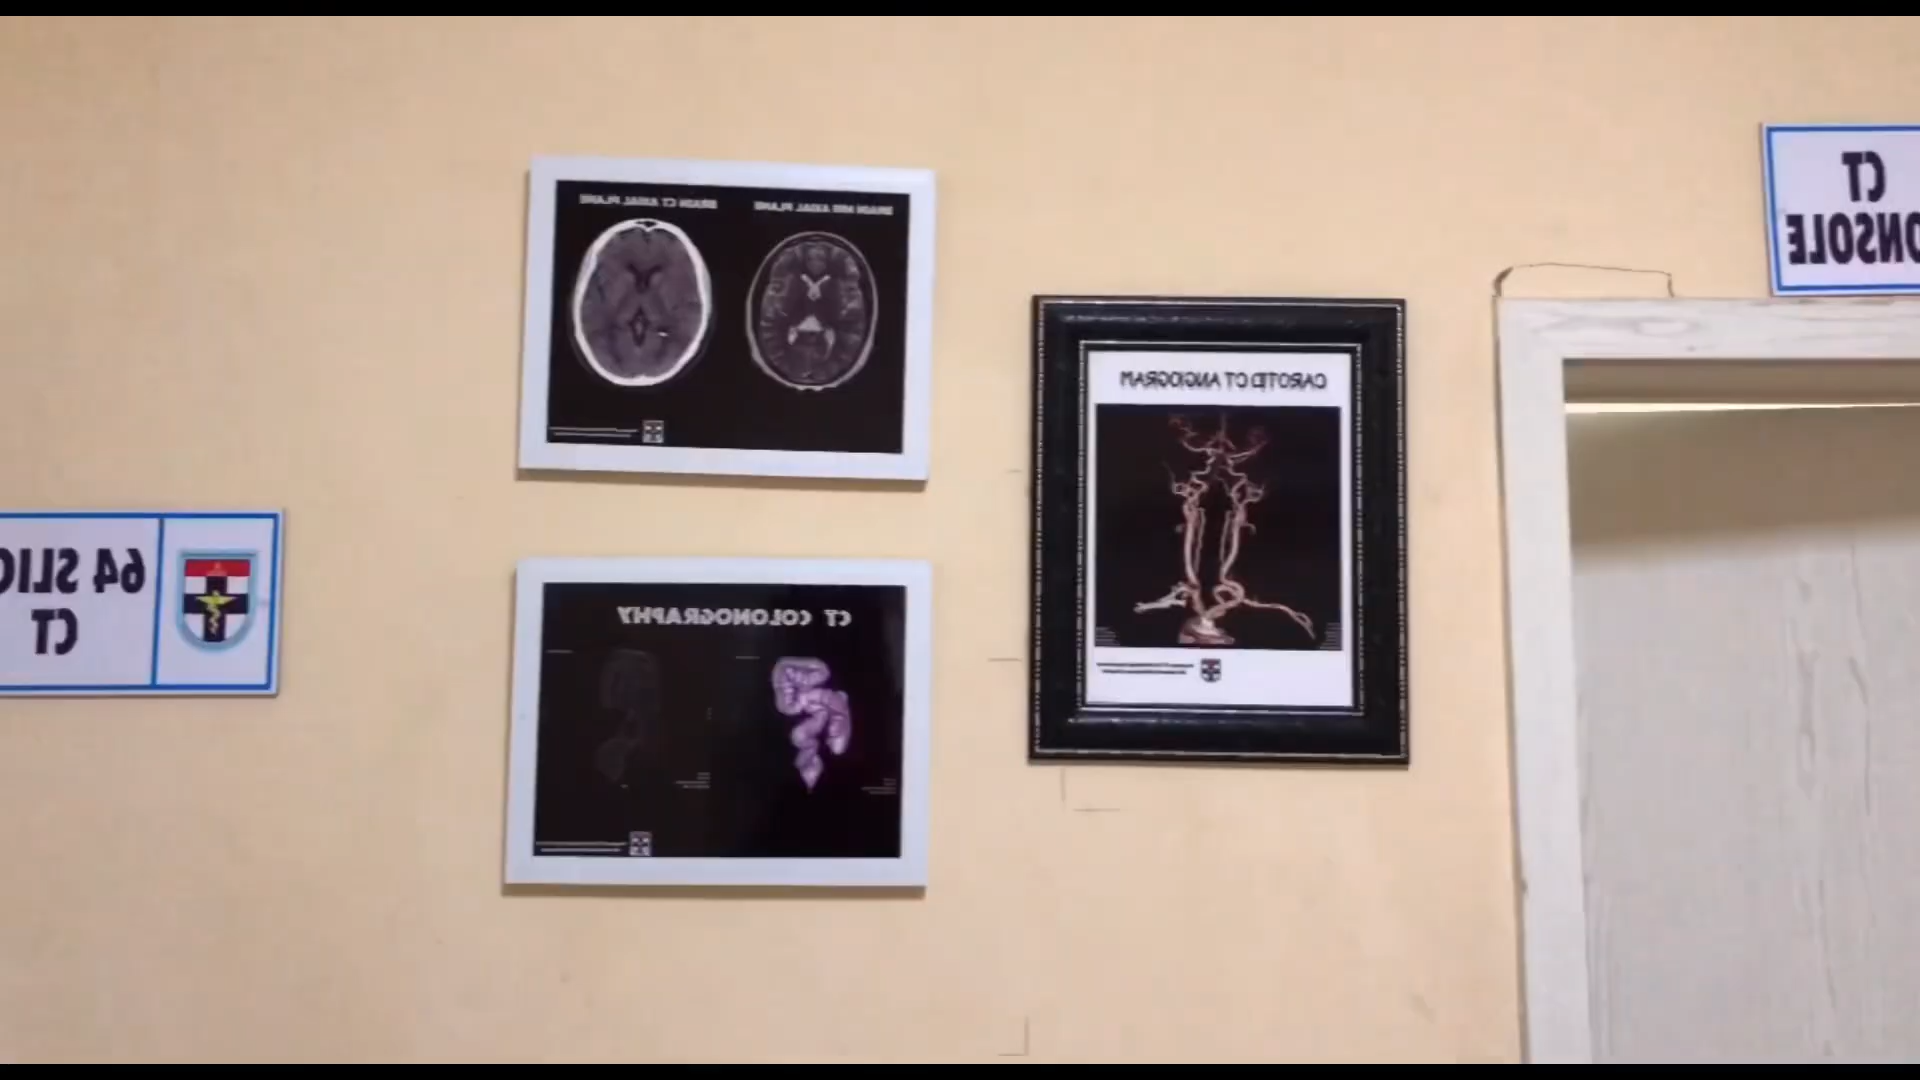 BRAIN MRI AXIAL PLANE
BRAIN CT AXIAL PLANE
CT
ONSOLE
CAROTID CT ANGIOGRAM
64 SLIC
CT
CT COLONOGRAPHY